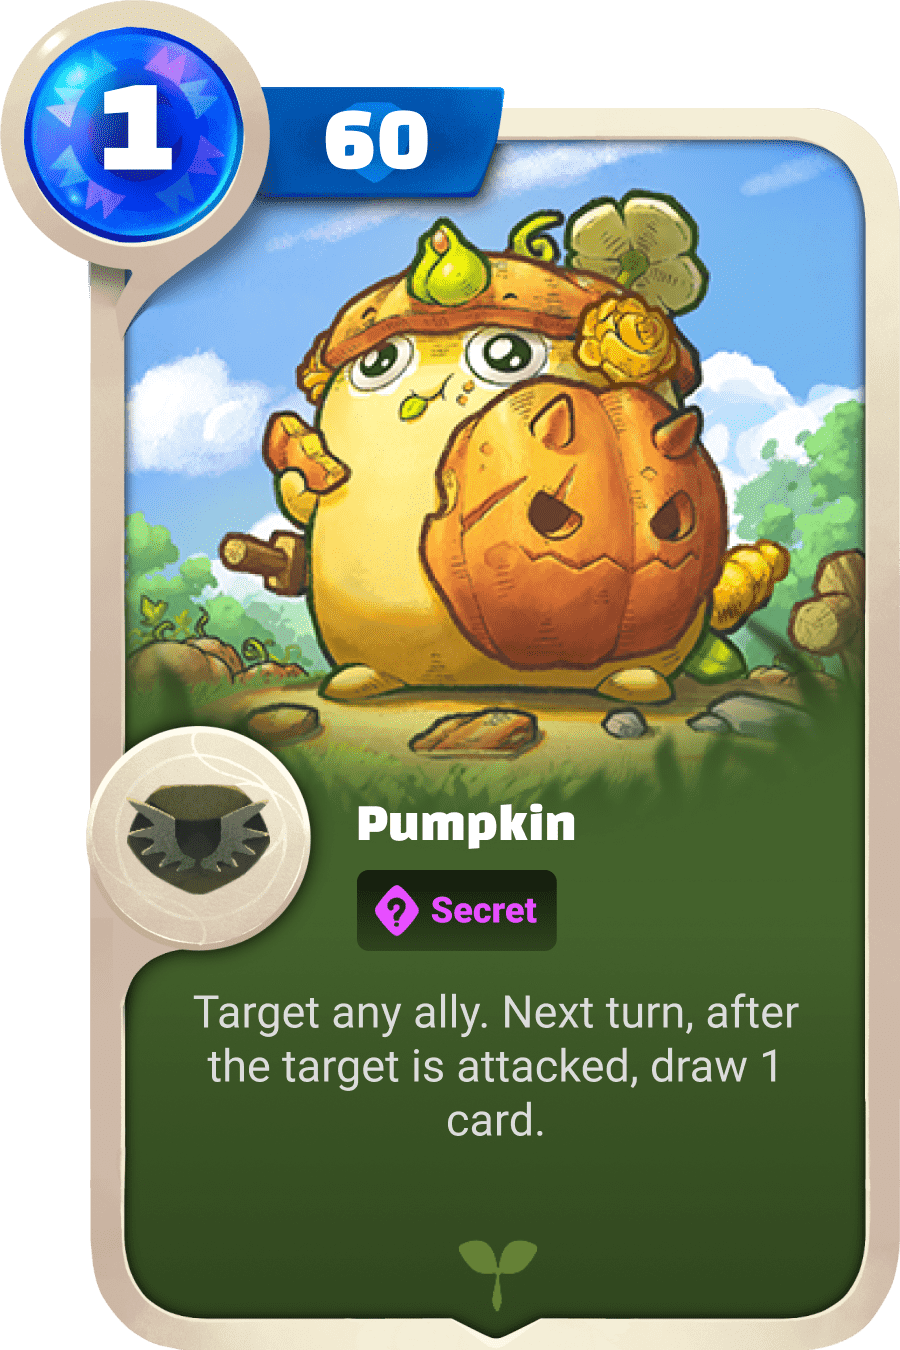 1
60
Pumpkin
Secret
Target any ally. Next turn, after
the target is attacked, draw 1
card.